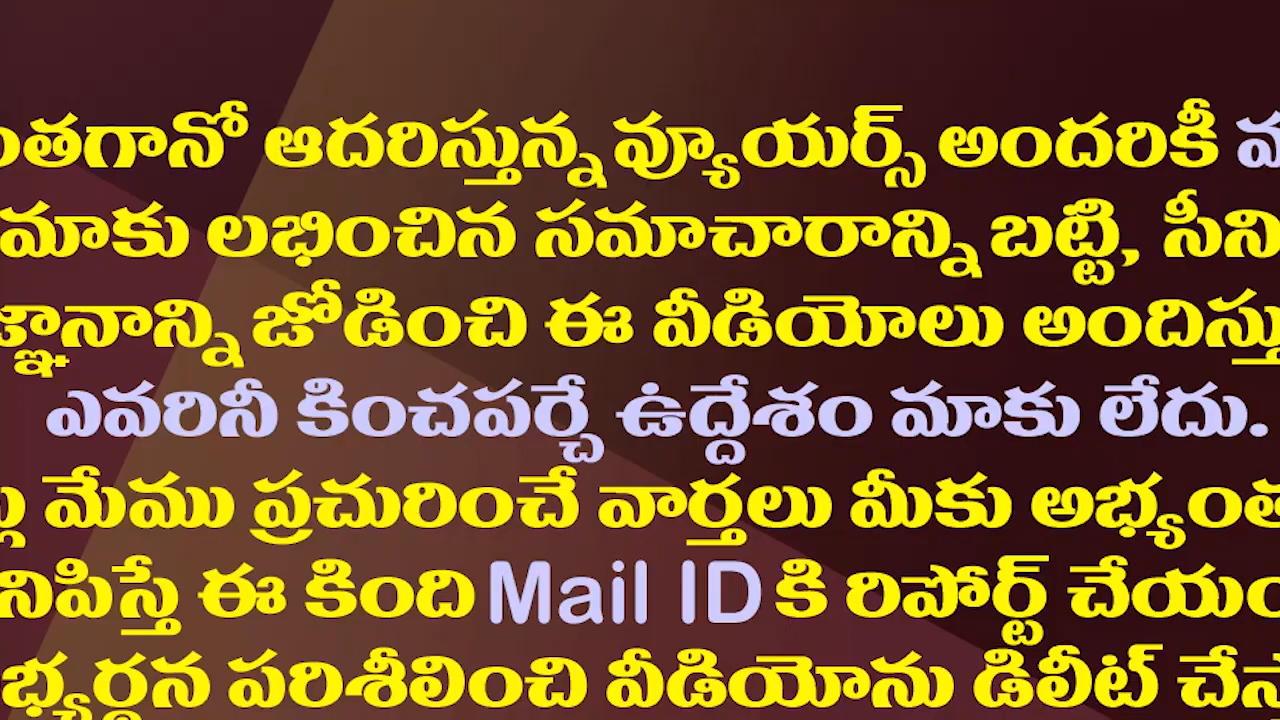 ఆదరిస్తున్న వ్యూయర్స్ అందరికీ
మాకు లభించిన సమాచారాన్ని బట్టి,
జోడించి ఈ వీడియోలు
ఎవరినీ కించపర్చే ఉద్దేశం మాకు లేదు.
మేము ప్రచురించే వార్తలు మీకు
ఈ కింది Mail ID కి రిపోర్ట్
పరిశీలించి వీడియోను డిలీట్